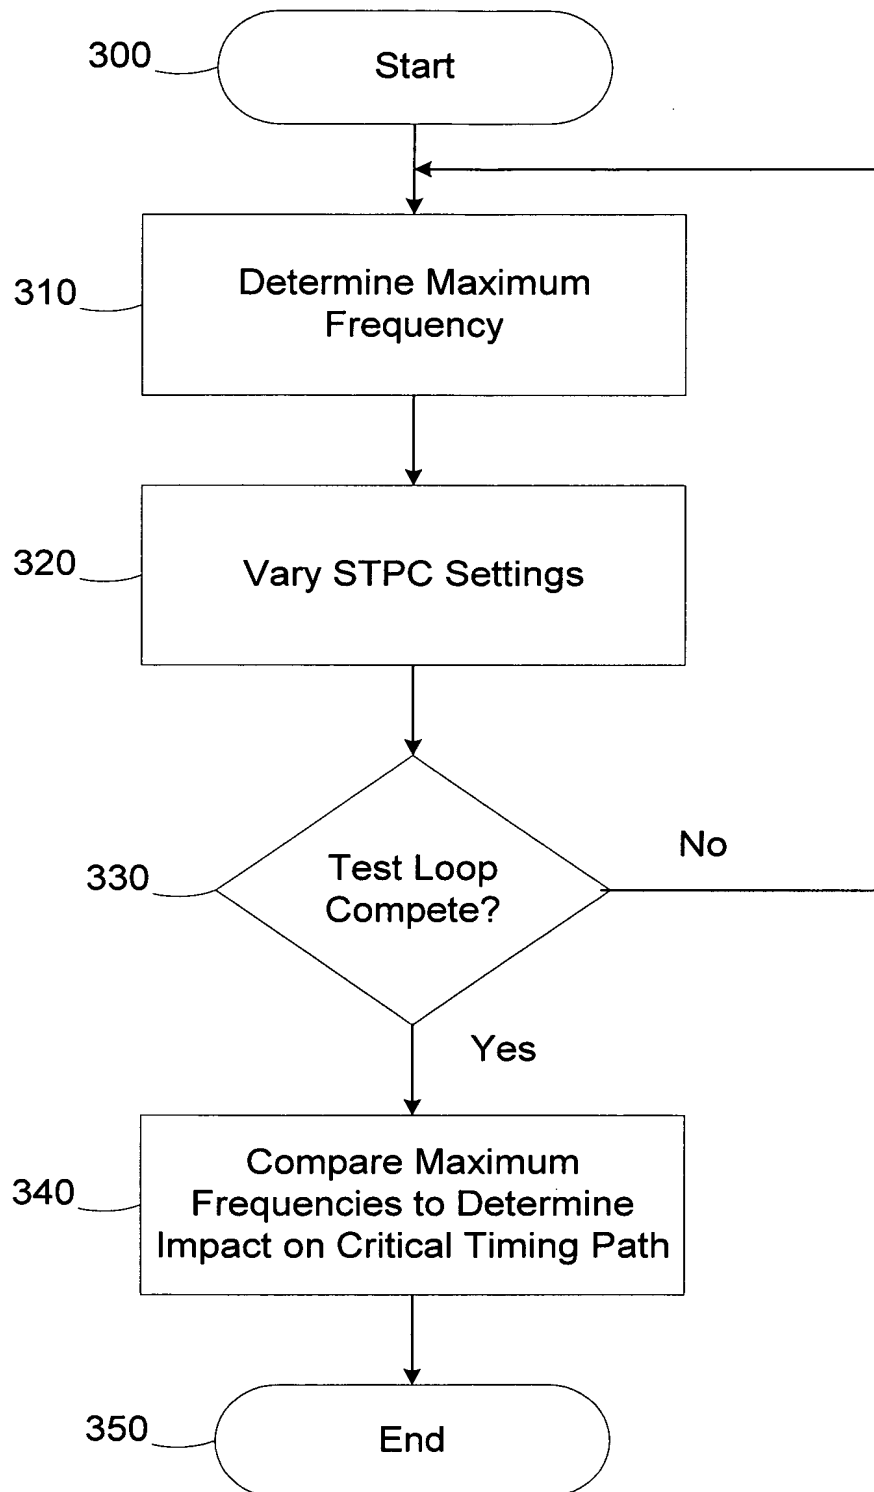 300
Start
310
Determine Maximum
Frequency
320
Vary STPC Settings
330
Test Loop
Compete?
No
Yes
340
Compare Maximum
Frequencies to Determine
Impact on Critical Timing Path
350
End